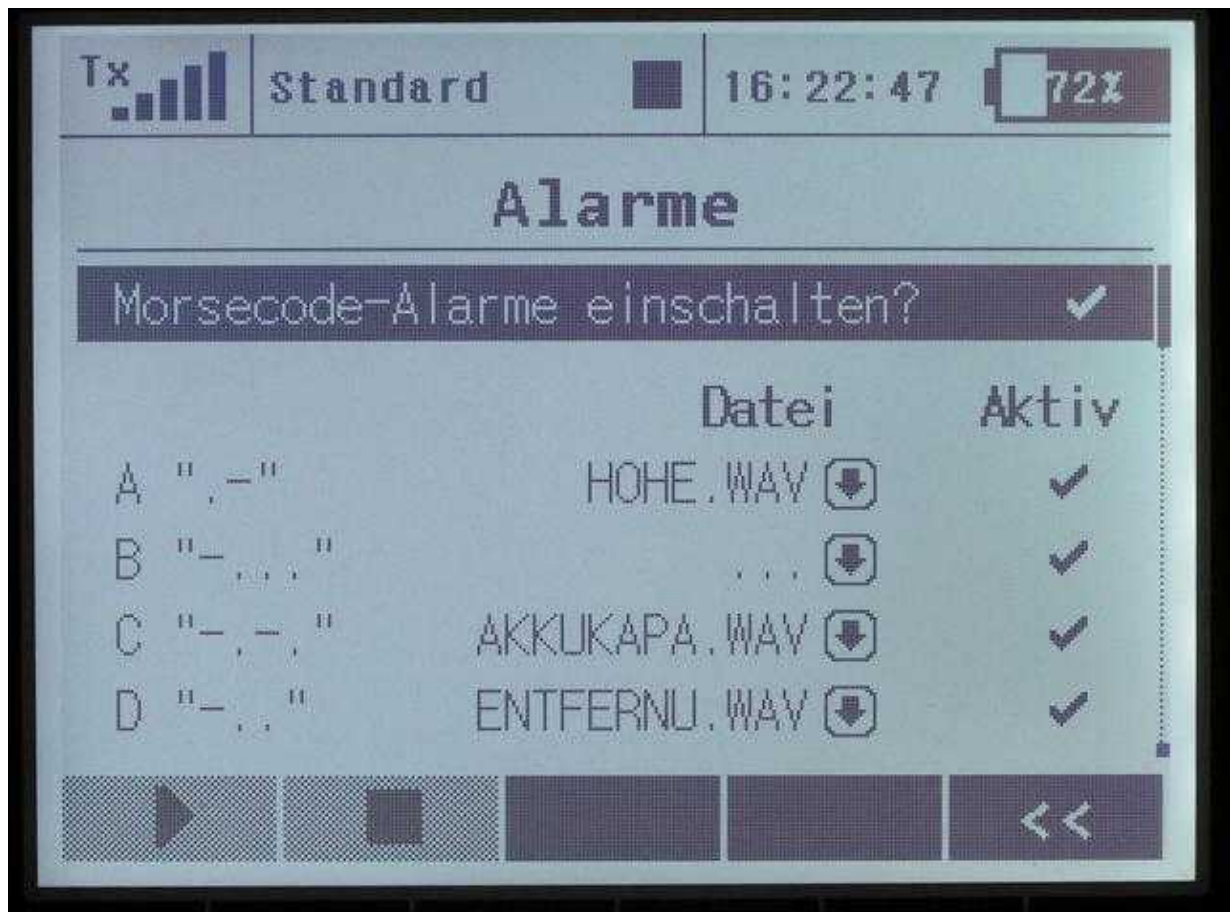 Tx Standard 16:22:47 72%
Alarme
Morsecode-Alarme einschalten?
Datei Aktiv
A ".-" HOHE.WAV
B "-..." ...
C "-.-." AKKUKAPA.WAV
D "-.." ENTFERNU.WAV
<<